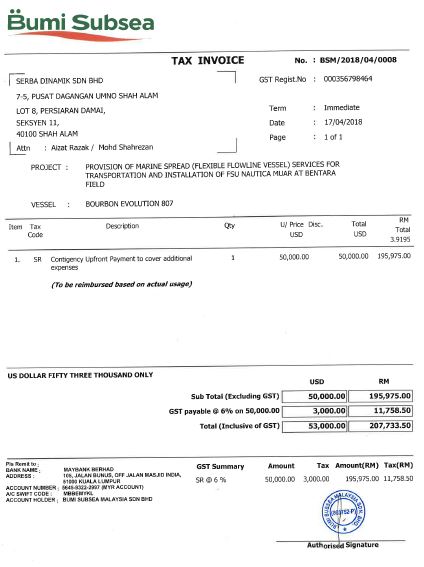 Bumi Subsea
TAX INVOICE
No. : BSM/2018/04/0008
SERBA DINAMIK SDN BHD
GST Regist.No : 000356798464
7-5, PUSAT DAGANGAN UMNO SHAH ALAM
LOT 8, PERSIARAN DAMAI,
Term : Immediate
SEKSYEN 11,
Date : 17/04/2018
40100 SHAH ALAM
Page : 1 of 1
Attn : Aizat Razak / Mohd Shahrezan
PROJECT : PROVISION OF MARINE SPREAD (FLEXIBLE FLOWLINE VESSEL) SERVICES FOR
TRANSPORTATION AND INSTALLATION OF FSU NAUTICA MUAR AT BENTARA
FIELD
VESSEL : BOURBON EVOLUTION 807
Item Tax Code Description Qty U/ Price USD Disc. Total USD RM Total 3.9195
1. SR Contigency Upfront Payment to cover additional 1 50,000.00 50,000.00 195,975.00
expenses
(To be reimbursed based on actual usage)
US DOLLAR FIFTY THREE THOUSAND ONLY
USD RM
Sub Total (Excluding GST) 50,000.00 195,975.00
GST payable @ 6% on 50,000.00 3,000.00 11,758.50
Total (Inclusive of GST) 53,000.00 207,733.50
Pls Remit to :
BANK NAME : MAYBANK BERHAD
ADDRESS : 105, JALAN BUNUS, OFF JALAN MASJID INDIA,
51000 KUALA LUMPUR
ACCOUNT NUMBER : 5645-9322-2997 (MYR ACCOUNT)
A/C SWIFT CODE : MBBEMYKL
ACCOUNT HOLDER : BUMI SUBSEA MALAYSIA SDN BHD
GST Summary Amount Tax Amount(RM) Tax(RM)
SR @ 6 % 50,000.00 3,000.00 195,975.00 11,758.50
BUMI SUBSEA MALAYSIA SDN. BHD.
Authorised Signature